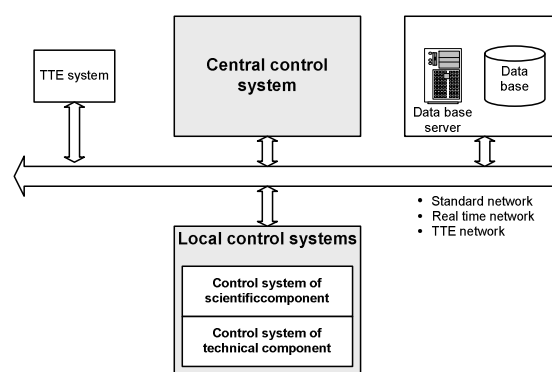 TTE system
Central control
system
Data base
server
Data
base
• Standard network
• Real time network
• TTE network
Local control systems
Control system of
scientificcomponent
Control system of
technical component